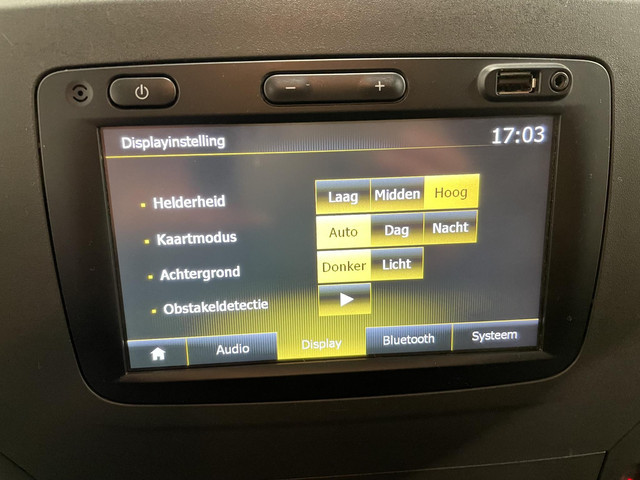 Displayinstelling 17:03
Helderheid Laag Midden Hoog
Kaartmodus Auto Dag Nacht
Achtergrond Donker Licht
Obstakeldetectie
Audio Display Bluetooth Systeem